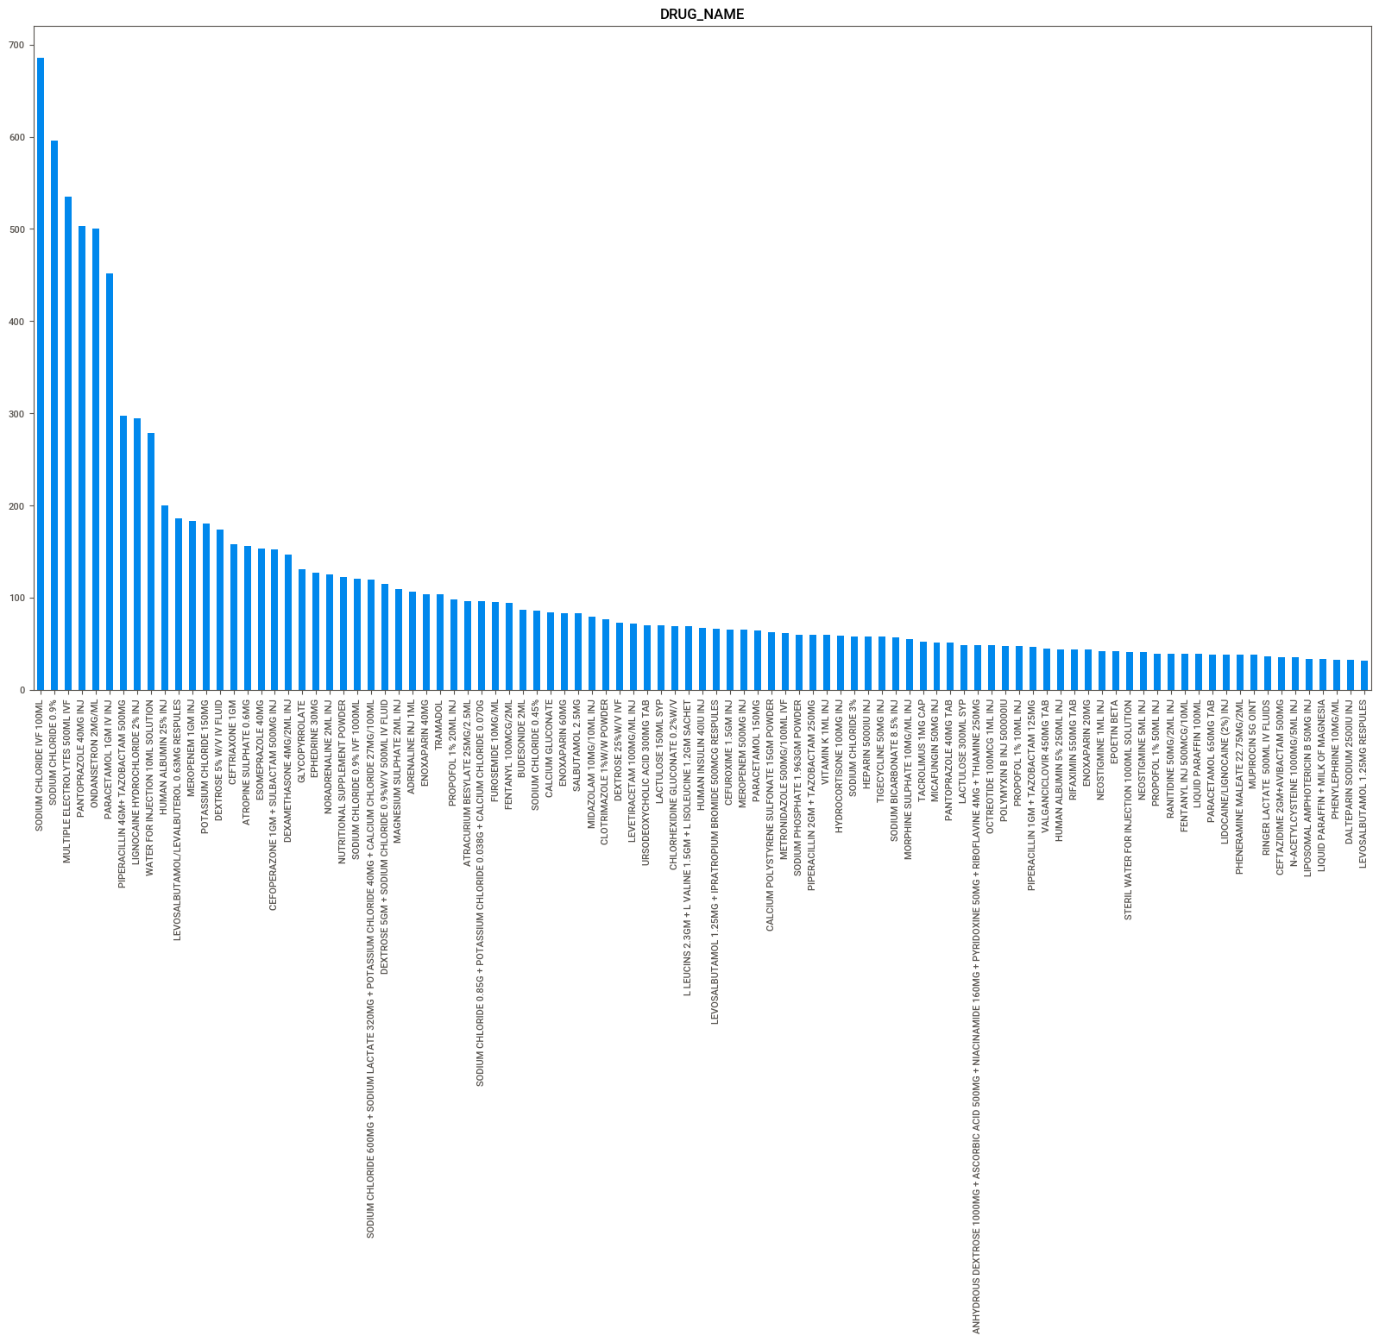 DRUG_NAME
700
600
500
400
300
200
100
0
SODIUM CHLORIDE IVF 100ML
SODIUM CHLORIDE 0.9%
MULTIPLE ELECTROLYTES 500ML IVF
PANTOPRAZOLE 40MG INJ
ONDANSETRON 2MG/ML
PARACETAMOL 1GM IV INJ
PIPERACILLIN 4GM+ TAZOBACTAM 500MG
LIGNOCAINE HYDROCHLORIDE 2% INJ
WATER FOR INJECTION 10ML SOLUTION
HUMAN ALBUMIN 25% INJ
LEVOSALBUTAMOL/LEVALBUTEROL 0.63MG RESPULES
MEROPENEM 1GM INJ
POTASSIUM CHLORIDE 150MG
DEXTROSE 5% W/V IV FLUID
CEFTRIAXONE 1GM
ATROPINE SULPHATE 0.6MG
ESOMEPRAZOLE 40MG
CEFOPERAZONE 1GM + SULBACTAM 500MG INJ
DEXAMETHASONE 4MG/2ML INJ
GLYCOPYRROLATE
EPHEDRINE 30MG
NORADRENALINE 2ML INJ
NUTRITIONAL SUPPLEMENT POWDER
SODIUM CHLORIDE 0.9% IVF 1000ML
SODIUM CHLORIDE 600MG + SODIUM LACTATE 320MG + POTASSIUM CHLORIDE 40MG + CALCIUM CHLORIDE 27MG/100ML
DEXTROSE 5GM + SODIUM CHLORIDE 0.9%W/V 500ML IV FLUID
MAGNESIUM SULPHATE 2ML INJ
ADRENALINE INJ 1ML
ENOXAPARIN 40MG
TRAMADOL
PROPOFOL 1% 20ML INJ
ATRACURIUM BESYLATE 25MG/2.5ML
SODIUM CHLORIDE 0.85G + POTASSIUM CHLORIDE 0.038G + CALCIUM CHLORIDE 0.070G
FUROSEMIDE 10MG/ML
FENTANYL 100MCG/2ML
BUDESONIDE 2ML
SODIUM CHLORIDE 0.45%
CALCIUM GLUCONATE
ENOXAPARIN 60MG
SALBUTAMOL 2.5MG
MIDAZOLAM 10MG/10ML INJ
CLOTRIMAZOLE 1%W/W POWDER
DEXTROSE 25%W/V IVF
LEVETIRACETAM 100MG/ML INJ
URSODEOXYCHOLIC ACID 300MG TAB
LACTULOSE 150ML SYP
CHLORHEXIDINE GLUCONATE 0.2%W/V
L LEUCINS 2.3GM + L VALINE 1.5GM + L ISOLEUCINE 1.2GM SACHET
HUMAN INSULIN 40IU INJ
LEVOSALBUTAMOL 1.25MG + IPRATROPIUM BROMIDE 500MCG RESPULES
CEFUROXIME 1.5GM INJ
MEROPENEM 500MG INJ
PARACETAMOL 150MG
CALCIUM POLYSTYRENE SULFONATE 15GM POWDER
METRONIDAZOLE 500MG/100ML IVF
SODIUM PHOSPHATE 1.963GM POWDER
PIPERACILLIN 2GM + TAZOBACTAM 250MG
VITAMIN K 1ML INJ
HYDROCORTISONE 100MG INJ
SODIUM CHLORIDE 3%
HEPARIN 5000IU INJ
TIGECYCLINE 50MG INJ
SODIUM BICARBONATE 8.5% INJ
MORPHINE SULPHATE 10MG/ML INJ
TACROLIMUS 1MG CAP
MICAFUNGIN 50MG INJ
PANTOPRAZOLE 40MG TAB
LACTULOSE 300ML SYP
ANHYDROUS DEXTROSE 1000MG + ASCORBIC ACID 500MG + NIACINAMIDE 160MG + PYRIDOXINE 50MG + RIBOFLAVINE 4MG + THIAMINE 250MG
OCTREOTIDE 100MCG 1ML INJ
POLYMYXIN B INJ 500000IU
PROPOFOL 1% 10ML INJ
PIPERACILLIN 1GM + TAZOBACTAM 125MG
VALGANCICLOVIR 450MG TAB
HUMAN ALBUMIN 5% 250ML INJ
RIFAXIMIN 550MG TAB
ENOXAPARIN 20MG
NEOSTIGMINE 1ML INJ
EPOETIN BETA
STERIL WATER FOR INJECTION 1000ML SOLUTION
NEOSTIGMINE 5ML INJ
PROPOFOL 1% 50ML INJ
RANITIDINE 50MG/2ML INJ
FENTANYL INJ 500MCG/10ML
LIQUID PARAFFIN 100ML
PARACETAMOL 650MG TAB
LIDOCAINE/LIGNOCAINE (2%) INJ
PHENERAMINE MALEATE 22.75MG/2ML
MUPIROCIN 5G OINT
RINGER LACTATE  500ML IV FLUIDS
CEFTAZIDIME 2GM+AVIBACTAM 500MG
N-ACETYLCYSTEINE 1000MG/5ML INJ
LIPOSOMAL AMPHOTERICIN B 50MG INJ
LIQUID PARAFFIN + MILK OF MAGNESIA
PHENYLEPHRINE 10MG/ML
DALTEPARIN SODIUM 2500IU INJ
LEVOSALBUTAMOL 1.25MG RESPULES